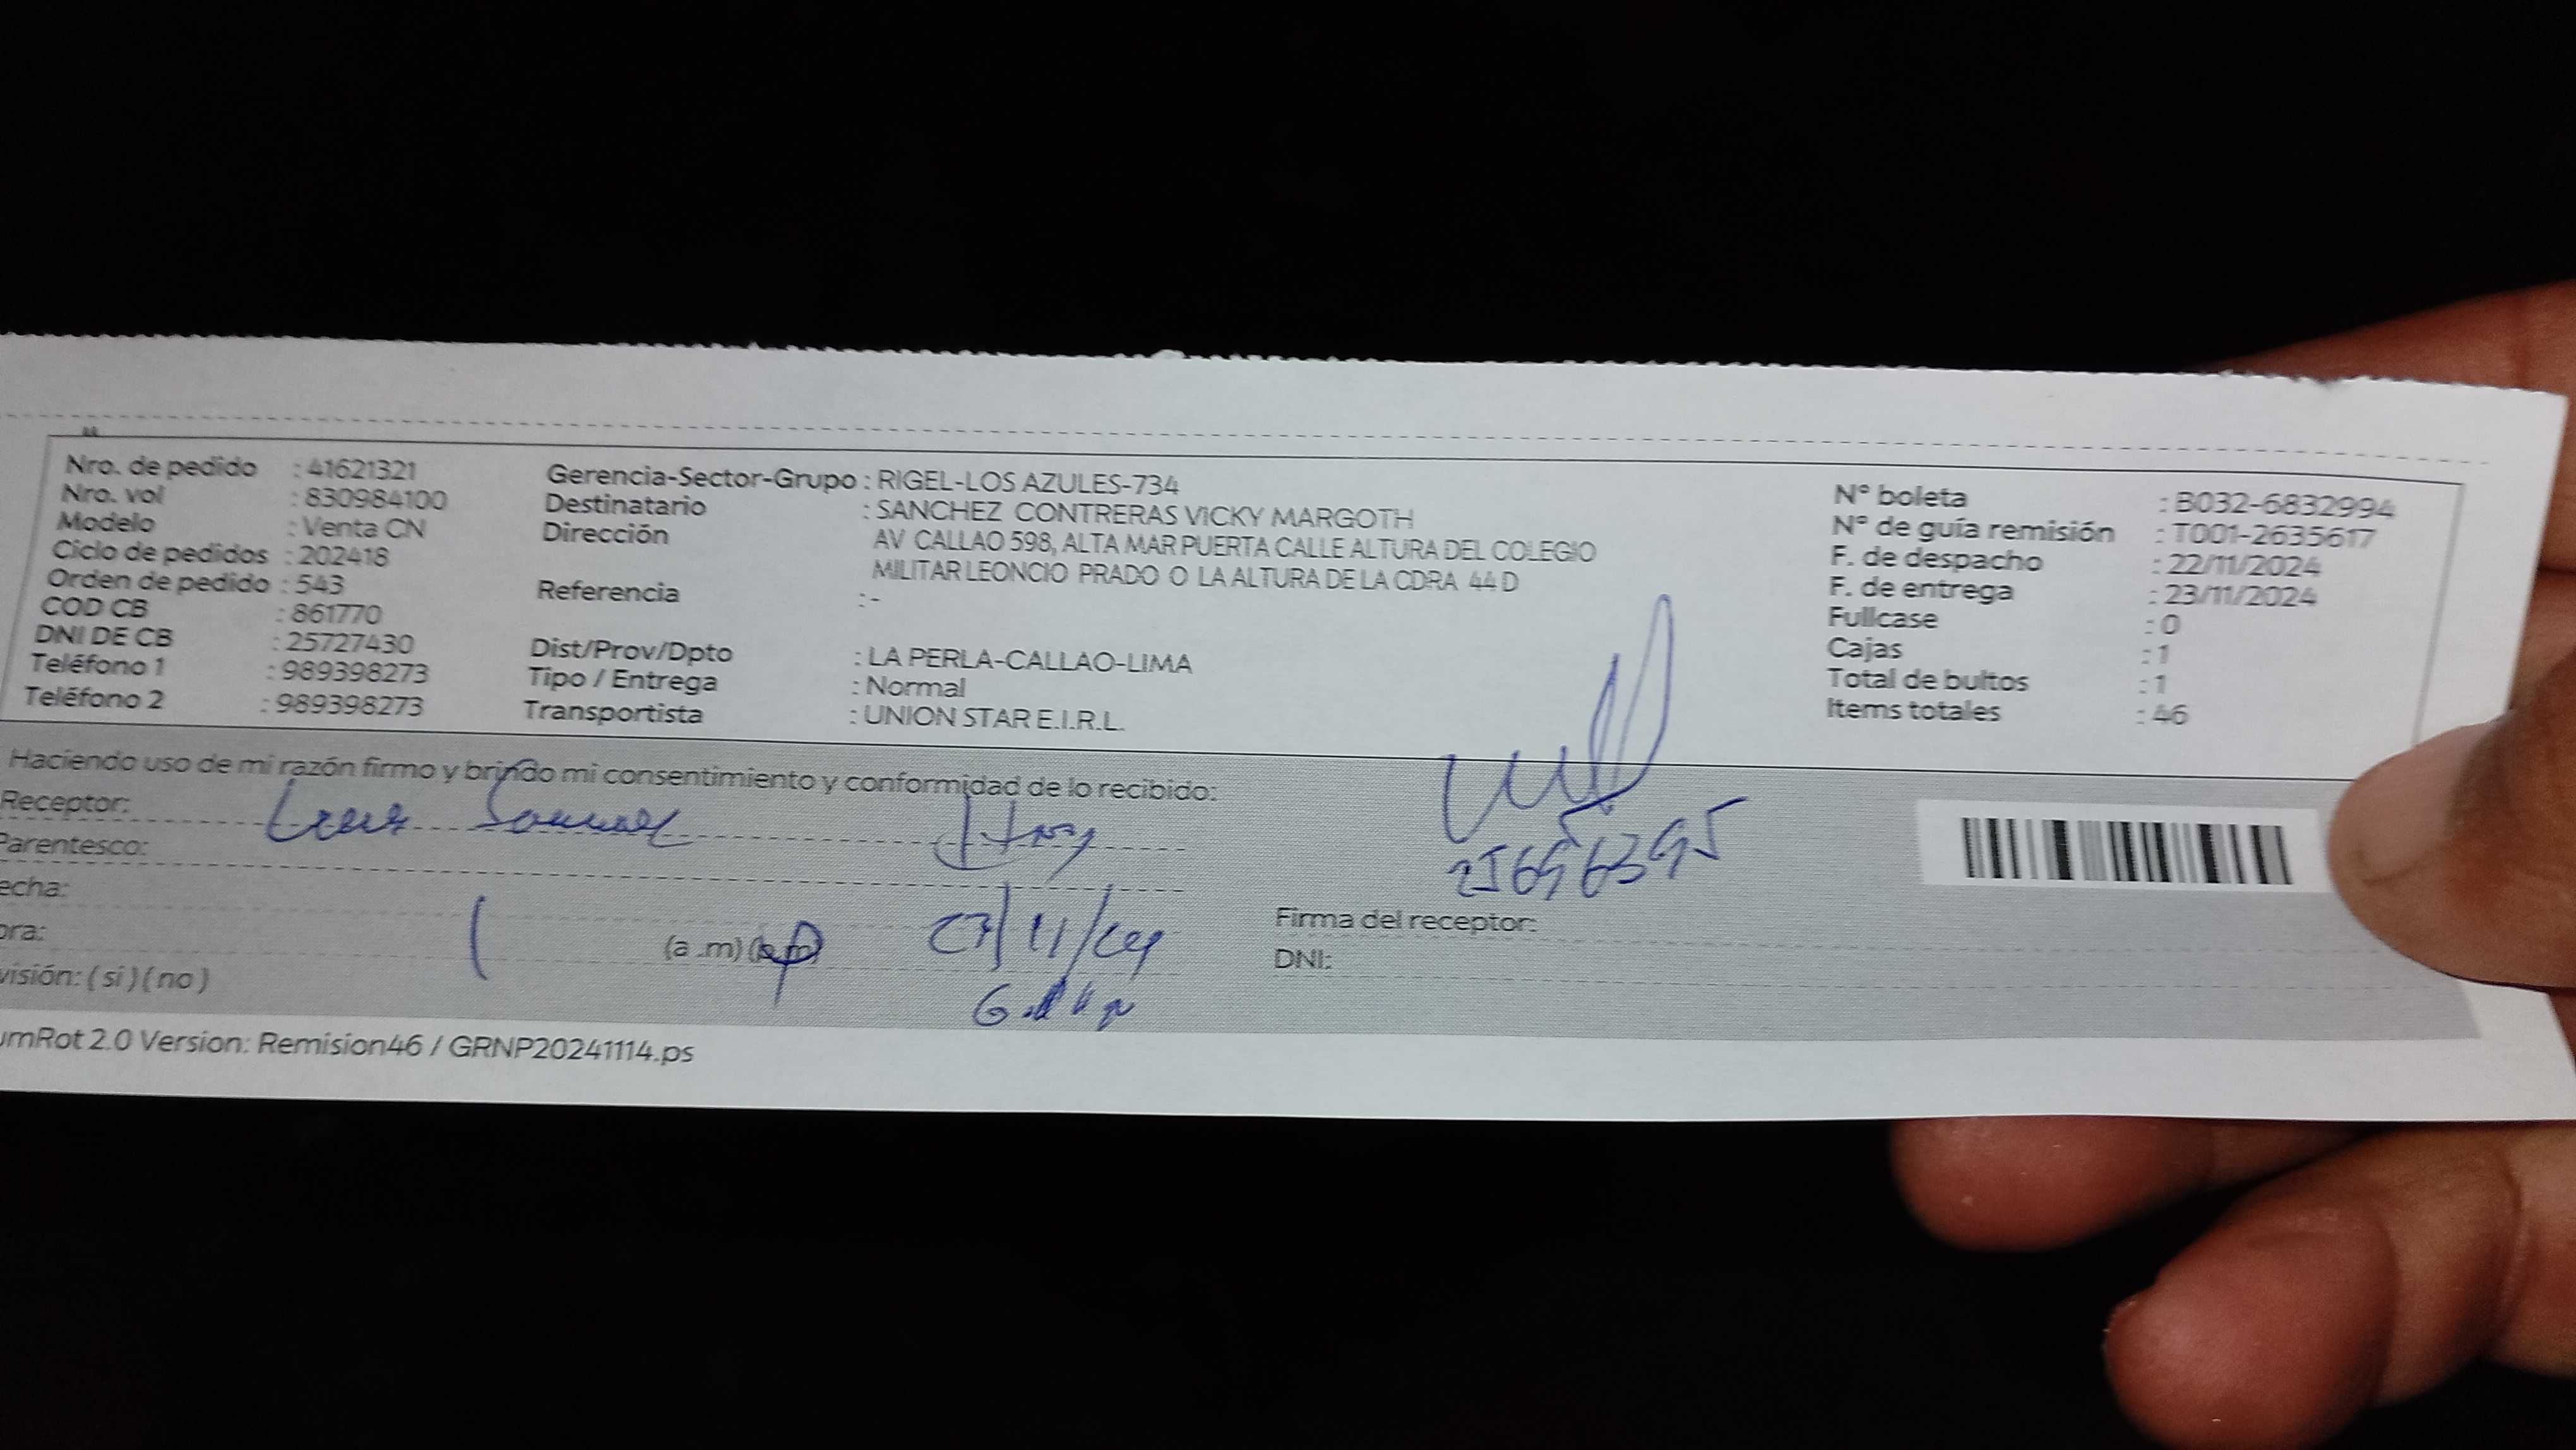 Nro. de pedido : 41621321
Nro. vol : 830984100
Modelo : Venta CN
Ciclo de pedidos : 202418
Orden de pedido : 543
COD CB : 861770
DNI DE CB : 25727430
Teléfono 1 : 989398273
Teléfono 2 : 989398273
Gerencia-Sector-Grupo : RIGEL-LOS AZULES-734
Destinatario : SANCHEZ CONTRERAS VICKY MARGOTH
Dirección AV CALLAO 598, ALTA MAR PUERTA CALLE ALTURA DEL COLEGIO
MILITAR LEONCIO PRADO O LA ALTURA DE LA CDRA 44 D
Referencia : -
Dist/Prov/Dpto : LA PERLA-CALLAO-LIMA
Tipo / Entrega : Normal
Transportista : UNION STAR E.I.R.L.
N° boleta : B032-6832994
N° de guía remisión : T001-2635617
F. de despacho : 22/11/2024
F. de entrega : 23/11/2024
Fullcase : 0
Cajas : 1
Total de bultos : 1
Items totales : 46
Haciendo uso de mi razón firmo y brindo mi consentimiento y conformidad de lo recibido:
Receptor:
Parentesco:
echa:
ora: (a .m) (p.m)
visión: ( si ) ( no )
Firma del receptor:
DNI:
umRot 2.0 Version: Remision46 / GRNP20241114.ps